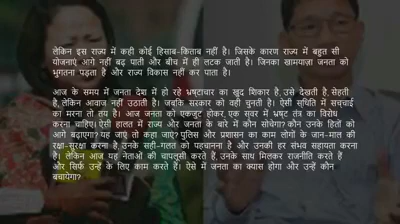 लेकिन इस राज्य में कही कोई हिसाब-किताब नहीं है। जिसके कारण राज्य में बहुत सी
योजनाएं आगे नहीं बढ़ पाती और बीच में ही लटक जाती है। जिनका खामयाज़ा जनता को
भुगतना पड़ता है और राज्य विकास नहीं कर पाता है।
आज के समय में जनता देश में हो रहे भ्रष्टाचार का खुद शिकार है, उसे देखती है, सेहती
है, लेकिन आवाज नहीं उठाती है। जबकि सरकार को वही चुनती है। ऐसी स्थिति में सच्चाई
का मरना तो तय है। आज जनता को एकजुट होकर, एक स्वर में भ्रष्ट तंत्र का विरोध
करना चाहिए। ऐसी हालत में राज्य और जनता के बारे में कौन सोचेगा? कौन उनके हितों को
आगे बढ़ाएगा? यह जाएं तो कहा जाएं? पुलिस और प्रशासन का काम लोगों के जान-माल की
रक्षा-सुरक्षा करना है, उनके सही-गलत को पहचानना है और उनकी हर संभव सहायता करना
है। लेकिन आज यह नेताओं की चापलूसी करते हैं, उनके साथ मिलकर राजनीति करते हैं
और सिर्फ उन्हें के लिए काम करते हैं। ऐसे में जनता का क्यास होगा और उन्हें कौन
बचायेगा?